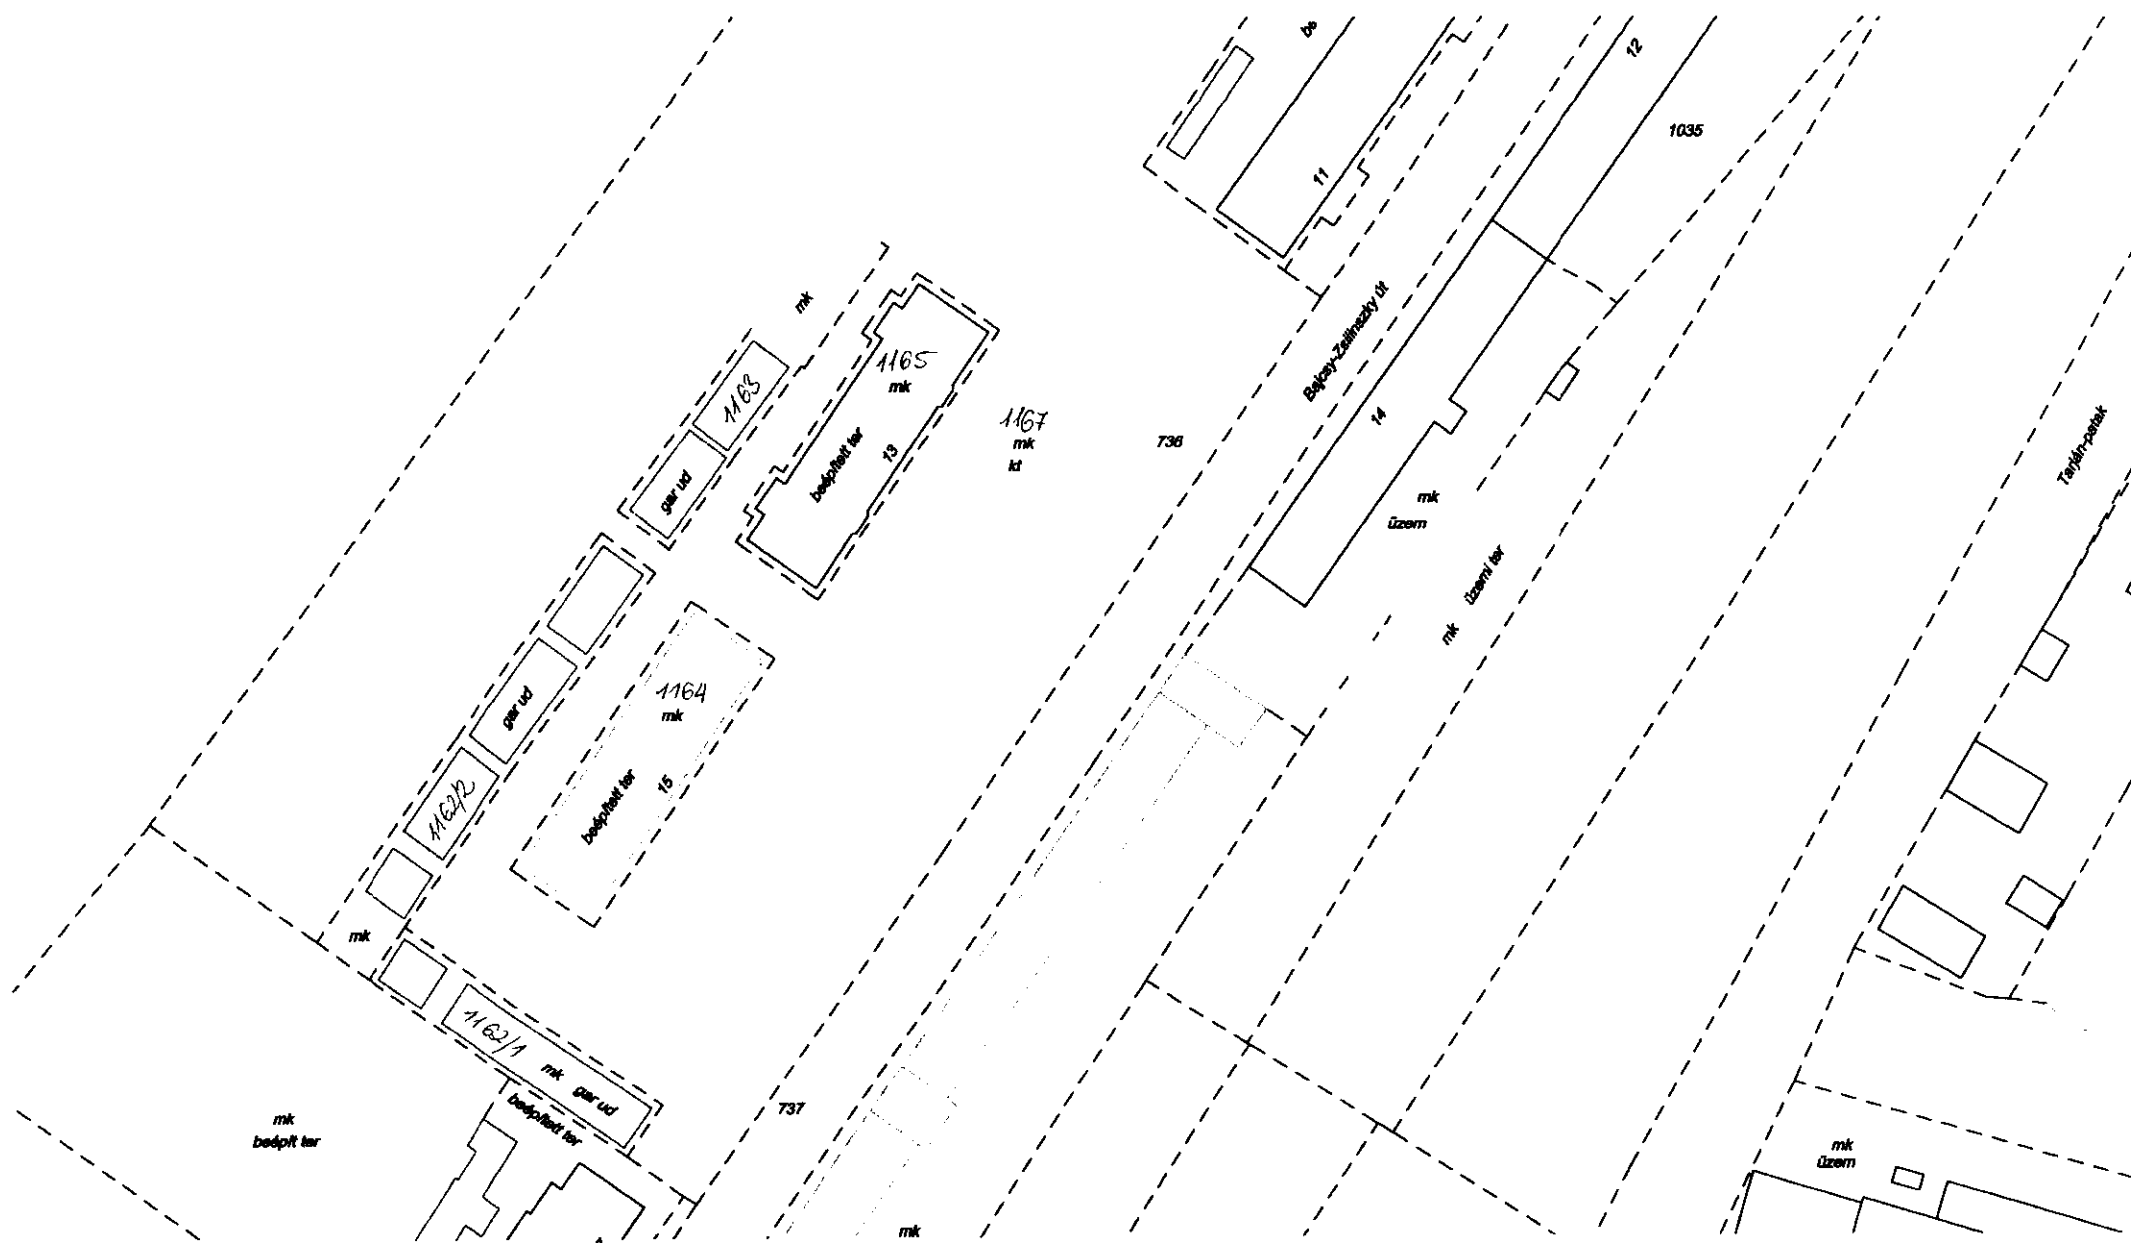 be
12
1035
11
mk
Bajcsy-Zsilinszky út
1165
mk
1163
1167
mk
kt
14
736
Tarján-patak
beépített ter
13
gar ud
mk
üzem
üzemi ter
mk
1164
mk
gar ud
beépített ter
15
1162/2
mk
1162/1
mk gar ud
beépített ter
737
mk
beépít ter
mk
üzem
mk